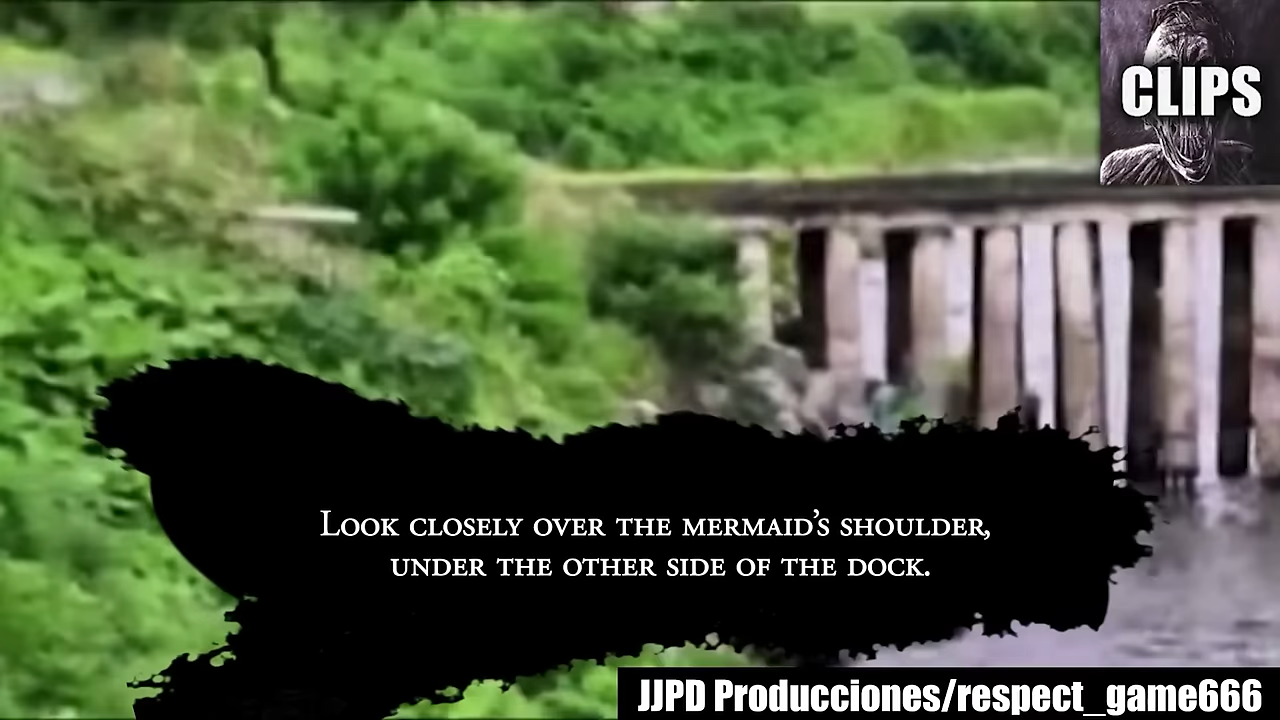 CLIPS
Look closely over the mermaid's shoulder,
under the other side of the dock.
JJPD Producciones/respect_game666